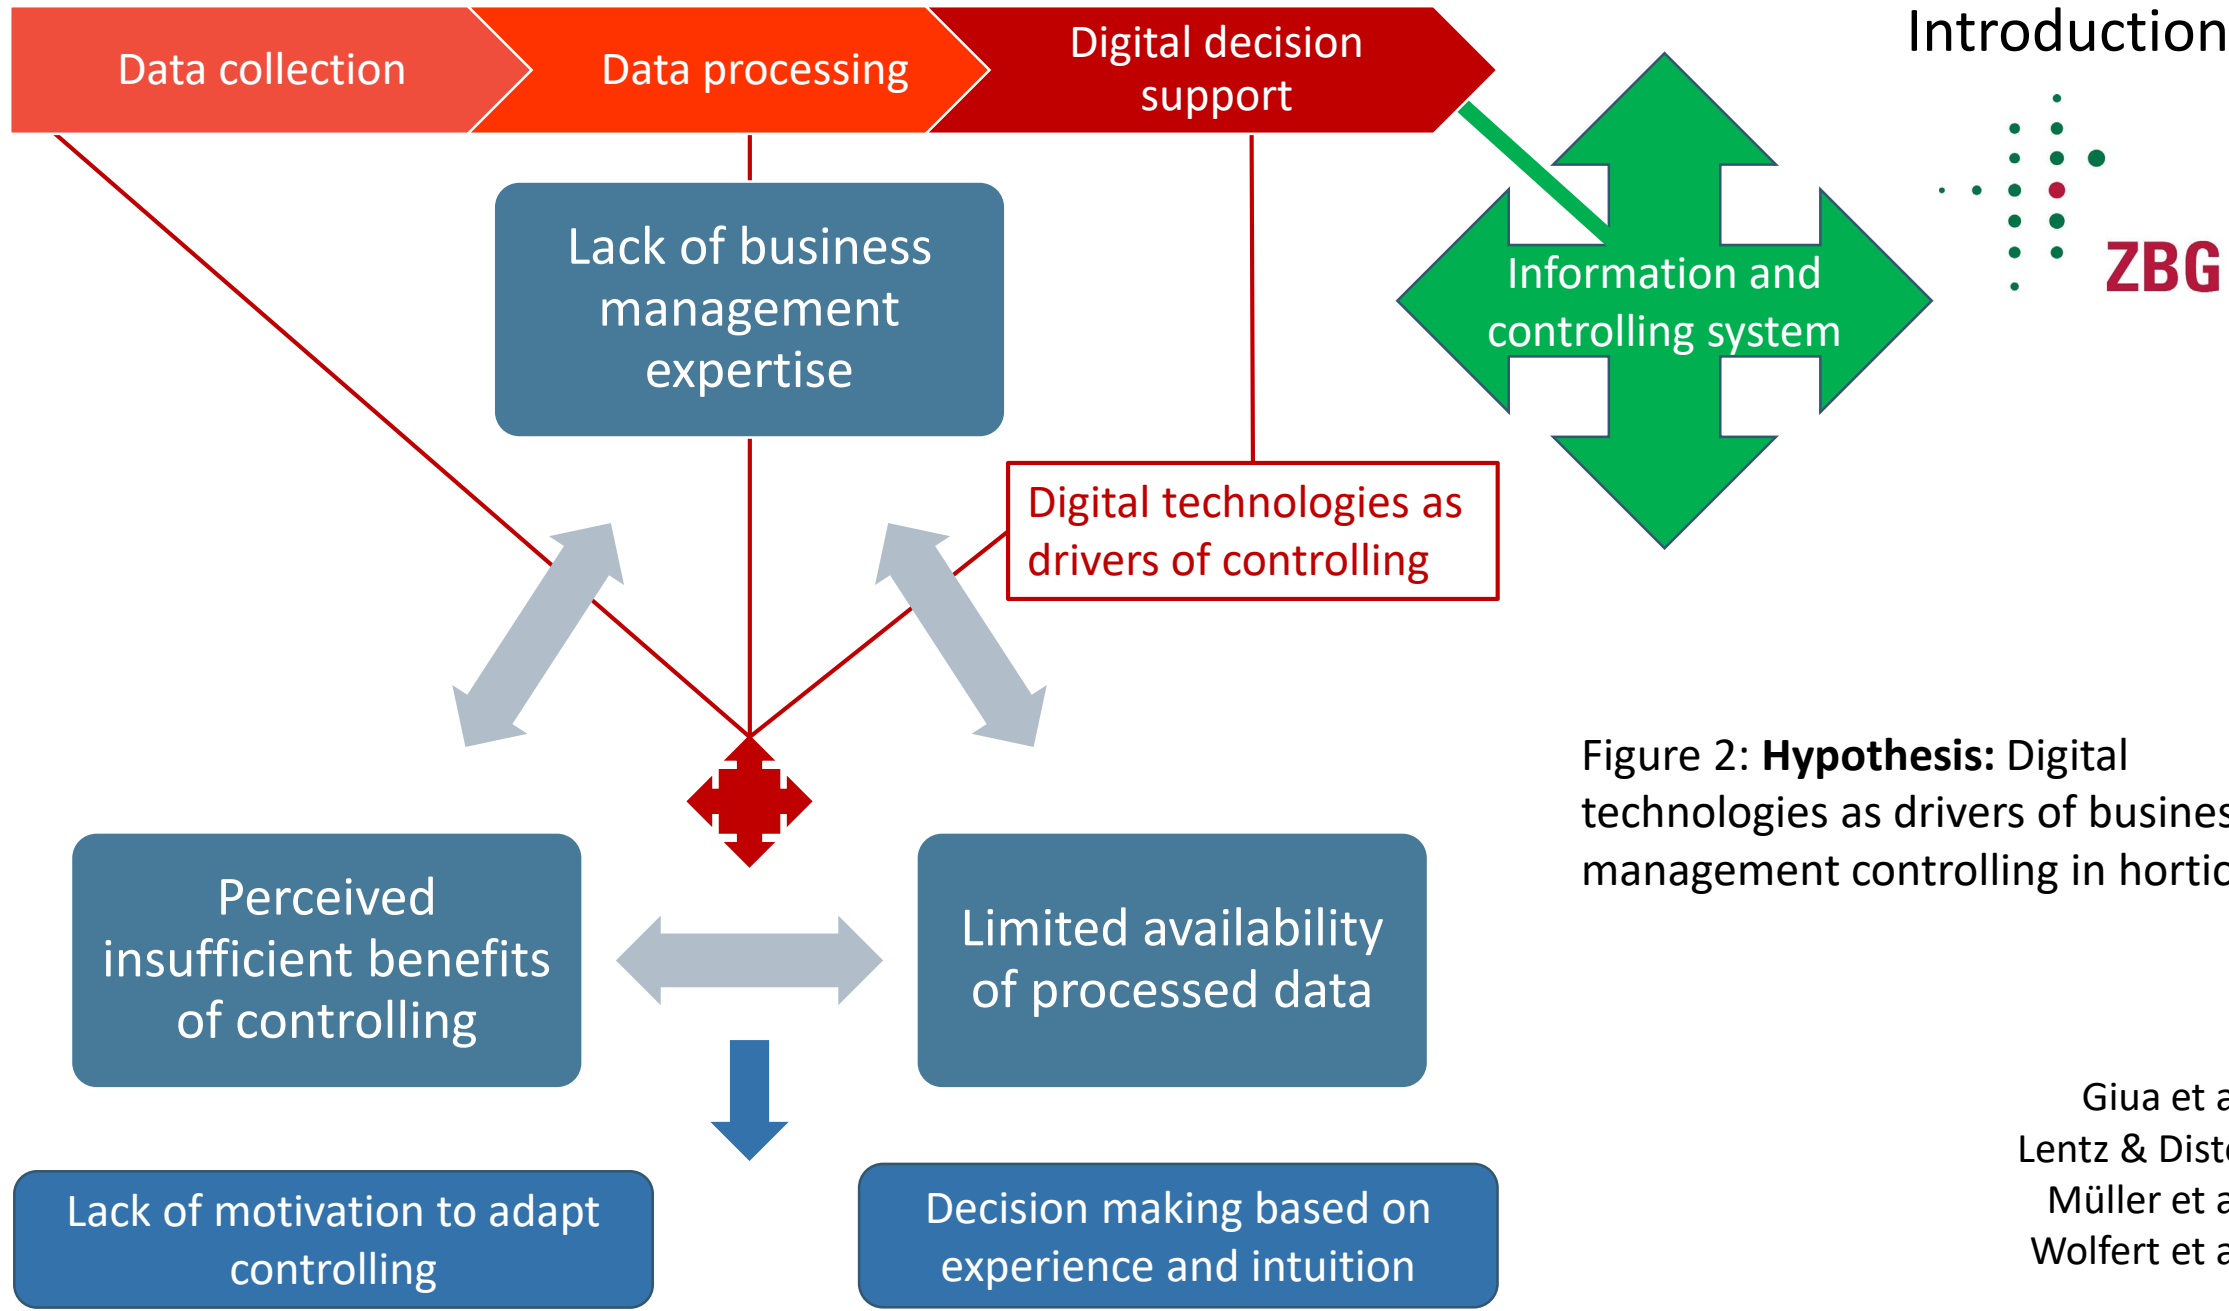 Introduction
Data collection
Data processing
Digital decision
support
ZBG
Lack of business
management
expertise
Information and
controlling system
Digital technologies as
drivers of controlling
Figure 2: Hypothesis: Digital
technologies as drivers of
management controlling in
Perceived
insufficient benefits
of controlling
Limited availability
of processed data
Giua et
Lentz &
Müller et
Wolfert et
Lack of motivation to adapt
controlling
Decision making based on
experience and intuition